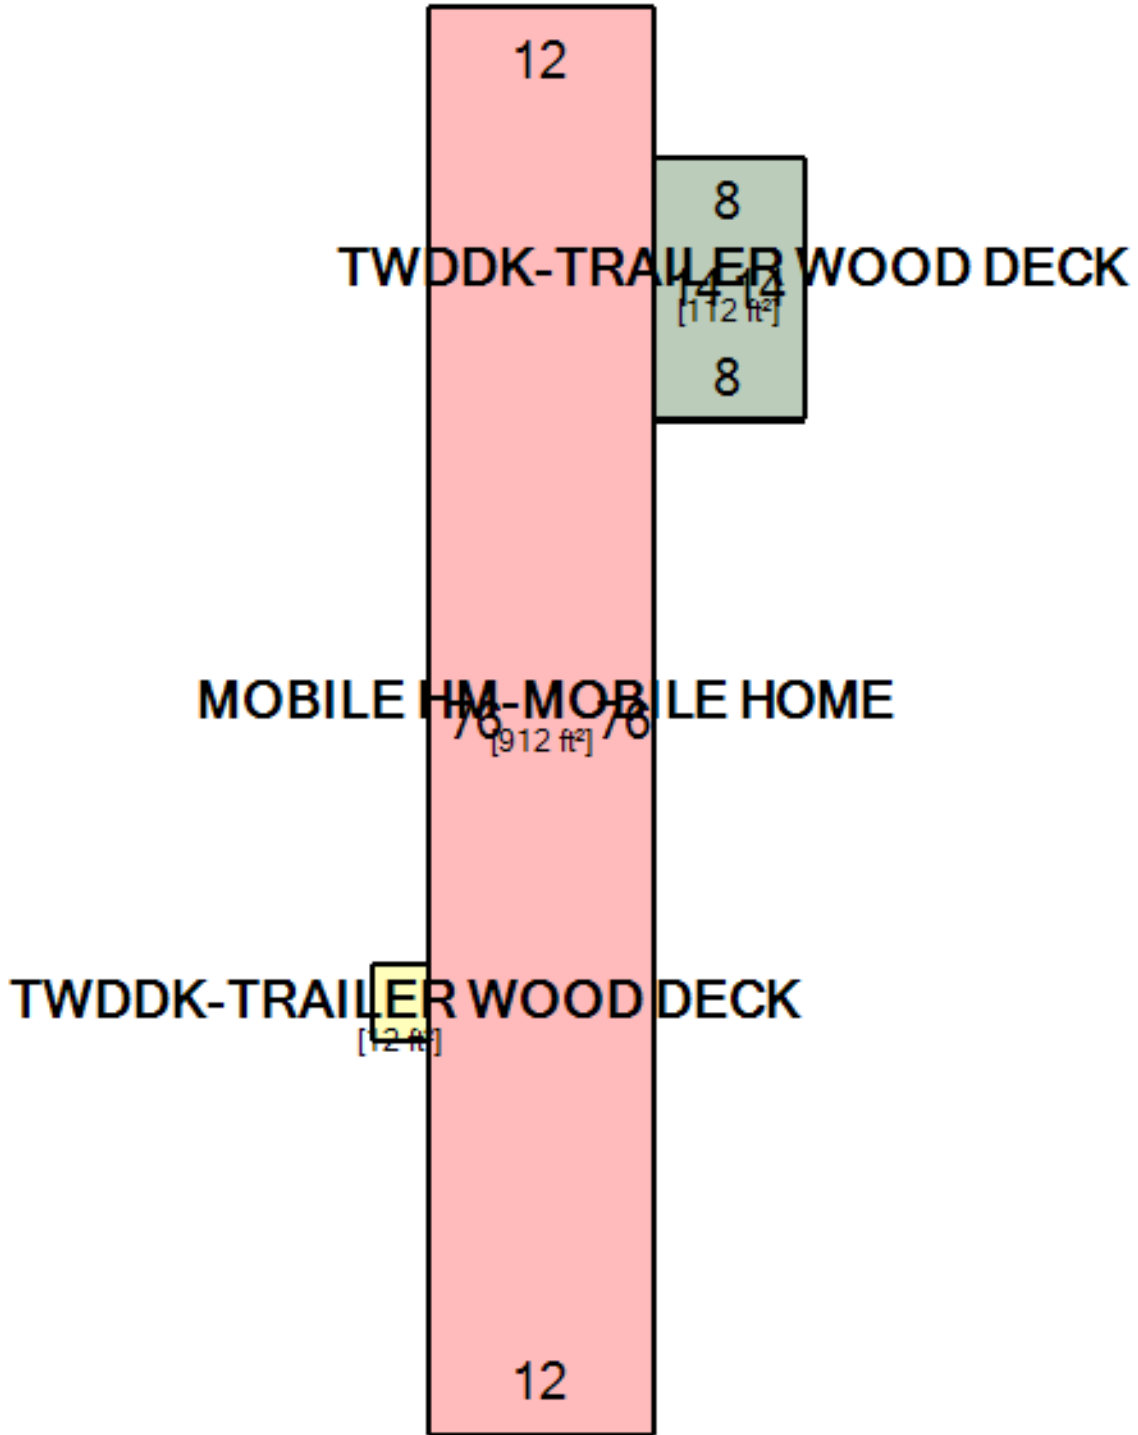 12
8
TWDDK-TRAILER WOOD DECK
14 14
[112 ft²]
8
MOBILE HM-MOBILE HOME
76 76
[912 ft²]
TWDDK-TRAILER WOOD DECK
[12 ft²]
12